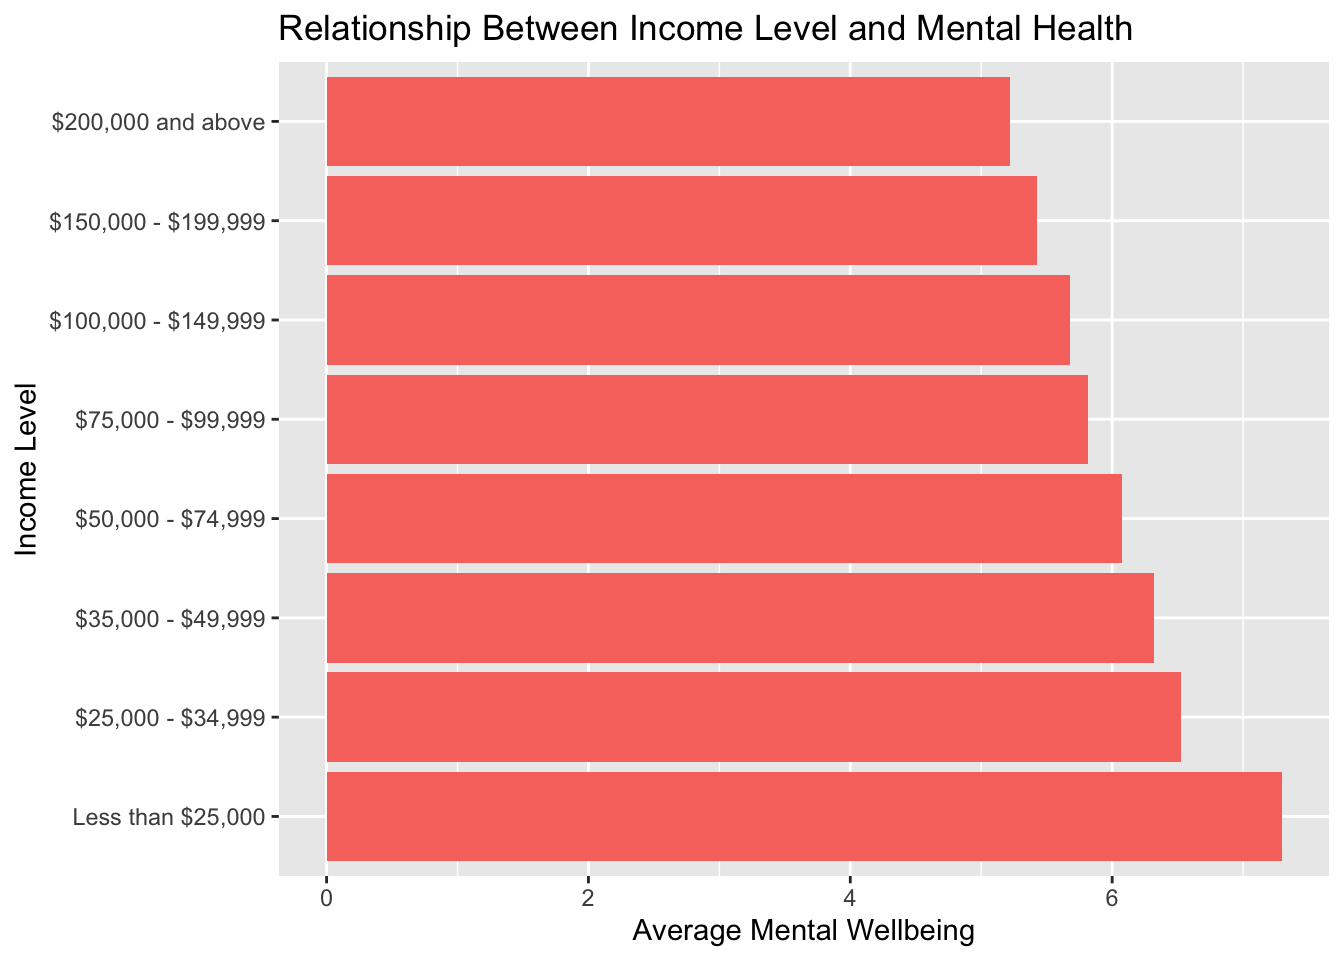 Relationship Between Income Level and Mental Health
Income Level
$200,000 and above
$150,000 - $199,999
$100,000 - $149,999
$75,000 - $99,999
$50,000 - $74,999
$35,000 - $49,999
$25,000 - $34,999
Less than $25,000
0 2 4 6
Average Mental Wellbeing